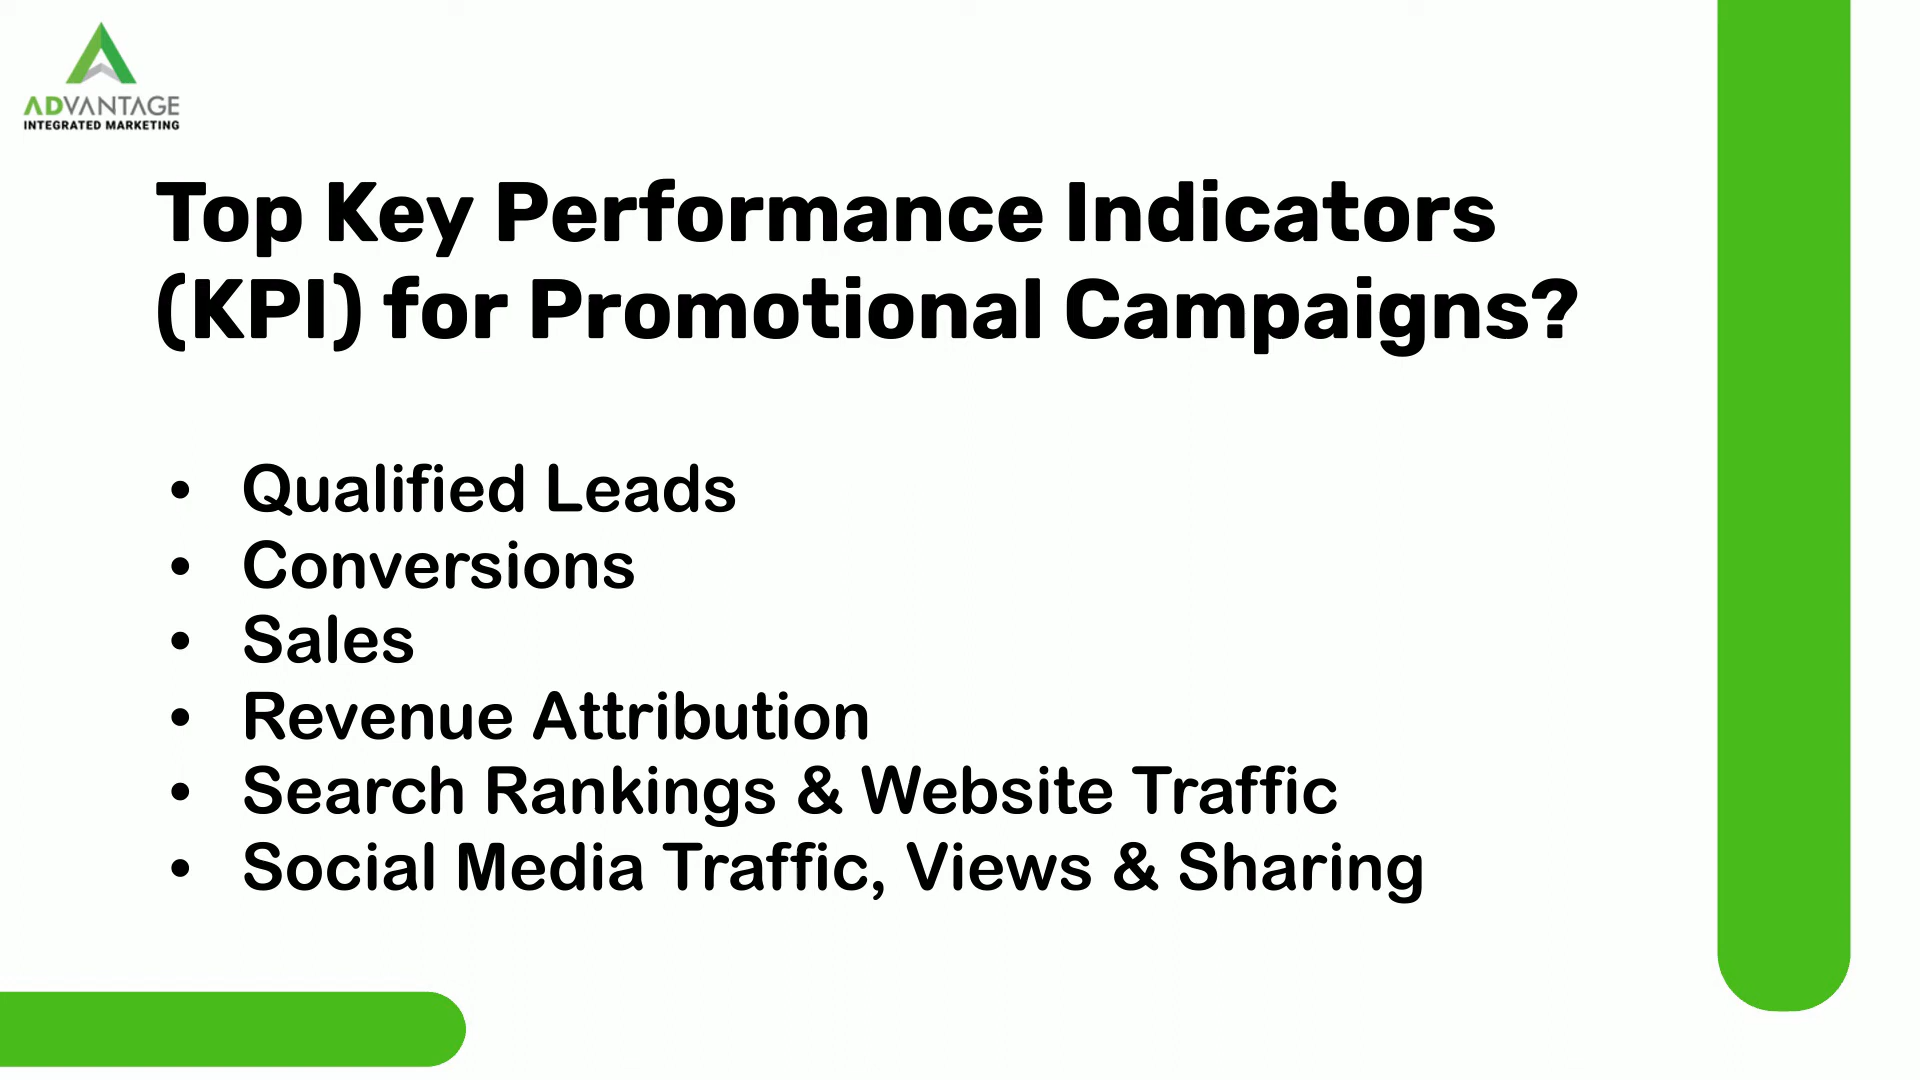 ADVANTAGE
INTEGRATED MARKETING
Top Key Performance Indicators
(KPI) for Promotional Campaigns?
• Qualified Leads
• Conversions
• Sales
• Revenue Attribution
• Search Rankings & Website Traffic
• Social Media Traffic, Views & Sharing